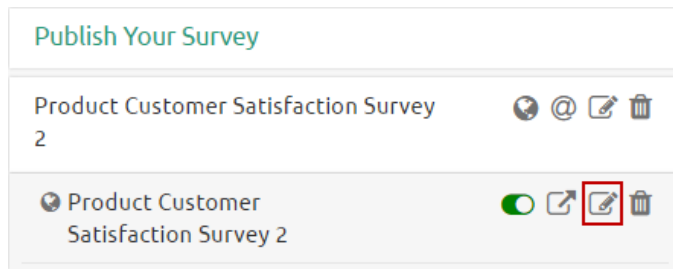 Publish Your Survey
Product Customer Satisfaction Survey
2
Product Customer
Satisfaction Survey 2